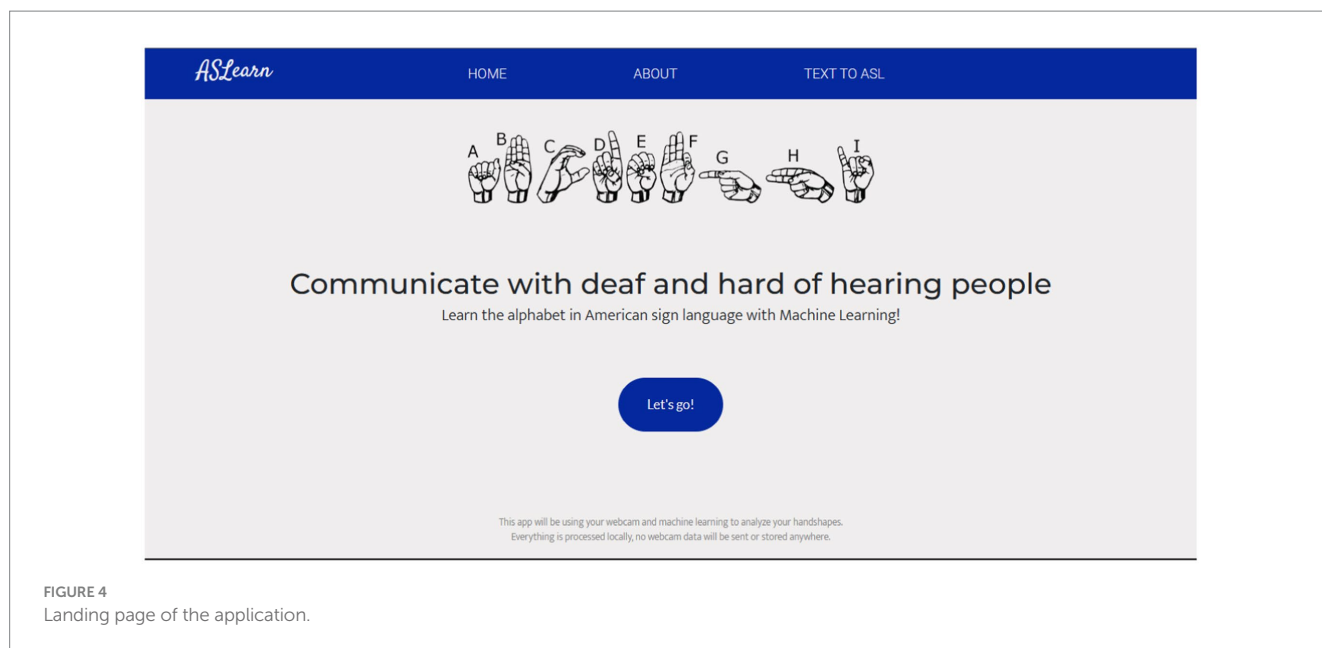 ASLearn
HOME ABOUT TEXT TO ASL
A B C D E F G H I
Communicate with deaf and hard of hearing people
Learn the alphabet in American sign language with Machine Learning!
Let's go!
This app will be using your webcam and machine learning to analyze your handshapes.
Everything is processed locally, no webcam data will be sent or stored anywhere.
FIGURE 4
Landing page of the application.